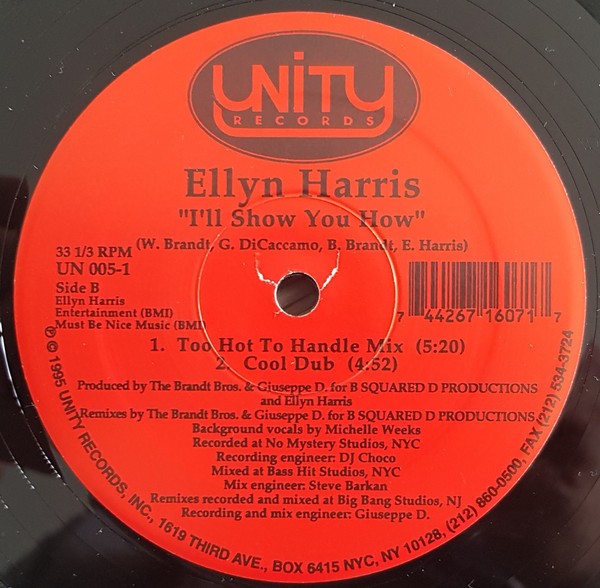 UNiTY
RECORDS
Ellyn Harris
"I'll Show You How"
(W. Brandt, G. DiCaccamo, B. Brandt, E. Harris)
33 1/3 RPM
UN 005-1
Side B
Ellyn Harris
Entertainment (BMI)
Must Be Nice Music (BMI)
7 44267 16071 7
1. Too Hot To Handle Mix (5:20)
2. Cool Dub (4:52)
Produced by The Brandt Bros. & Giuseppe D. for B SQUARED D PRODUCTIONS
and Ellyn Harris
Remixes by The Brandt Bros. & Giuseppe D. for B SQUARED D PRODUCTIONS
Background vocals by Michelle Weeks
Recorded at No Mystery Studios, NYC
Recording engineer: DJ Choco
Mixed at Bass Hit Studios, NYC
Mix engineer: Steve Barkan
Remixes recorded and mixed at Big Bang Studios, NJ
Recording and mix engineer: Giuseppe D.
℗ © 1995 UNITY RECORDS, INC., 1619 THIRD AVE., BOX 6415 NYC, NY 10128, (212) 860-0500, FAX (212) 534-3724